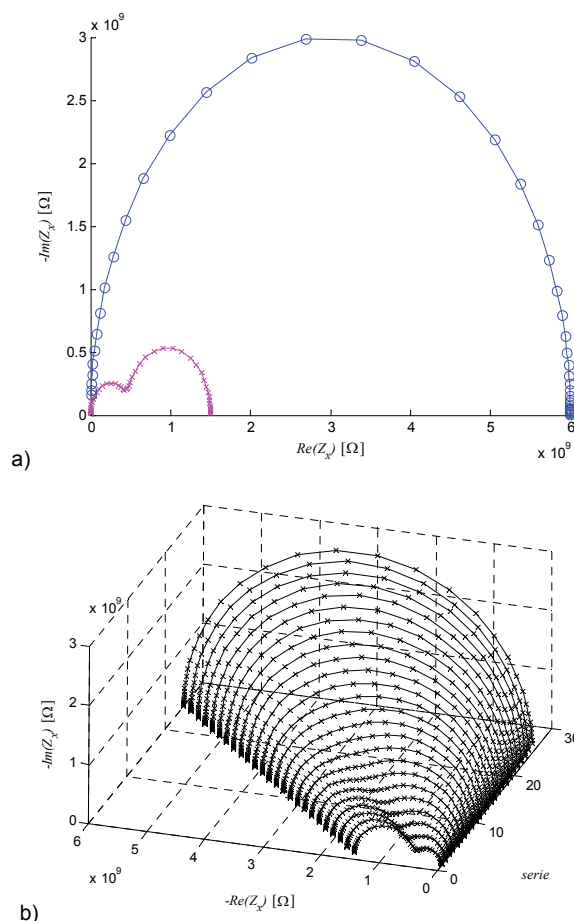 x 10^9
3
2.5
2
1.5
1
0.5
0
-Im(Z_x) [Ω]
0 1 2 3 4 5 6
Re(Z_x) [Ω]
x 10^9
a)
x 10^9
3
2
1
0
-Im(Z_x) [Ω]
6 5 4 3 2 1 0
x 10^9
-Re(Z_x) [Ω]
0 10 20 30
serie
b)